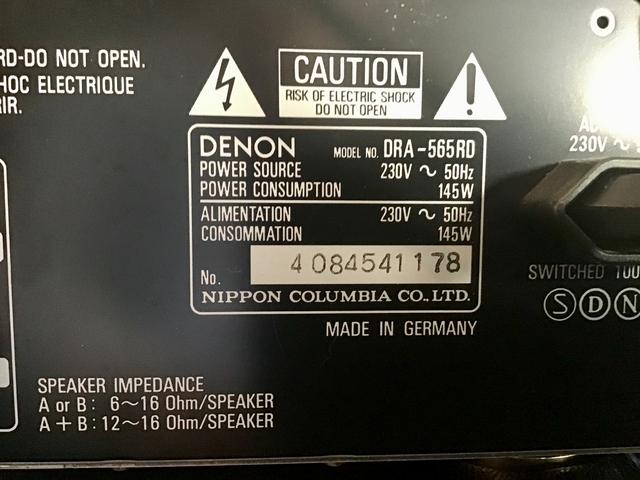 RD-DO NOT OPEN.
HOC ELECTRIQUE
RIR.
CAUTION
RISK OF ELECTRIC SHOCK
DO NOT OPEN
DENON MODEL NO. DRA-565RD
POWER SOURCE 230V ~ 50Hz
POWER CONSUMPTION 145W
ALIMENTATION 230V ~ 50Hz
CONSOMMATION 145W
No. 4084541178
NIPPON COLUMBIA CO., LTD.
MADE IN GERMANY
230V ~
SWITCHED 100
S D N
SPEAKER IMPEDANCE
A or B: 6~16 Ohm/SPEAKER
A + B: 12~16 Ohm/SPEAKER